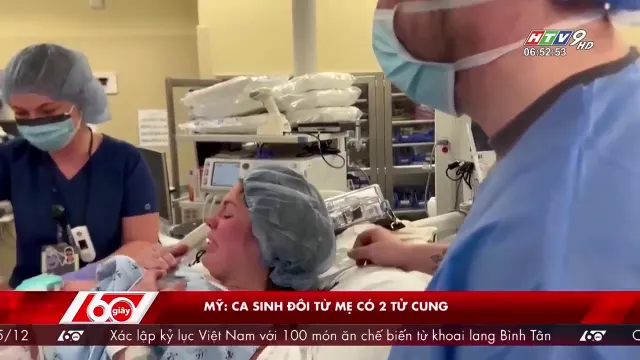 HTV9 HD
06:52:53
60 giây
MỸ: CA SINH ĐÔI TỪ MẸ CÓ 2 TỬ CUNG
5/12 Xác lập kỷ lục Việt Nam với 100 món ăn chế biến từ khoai lang Bình Tân